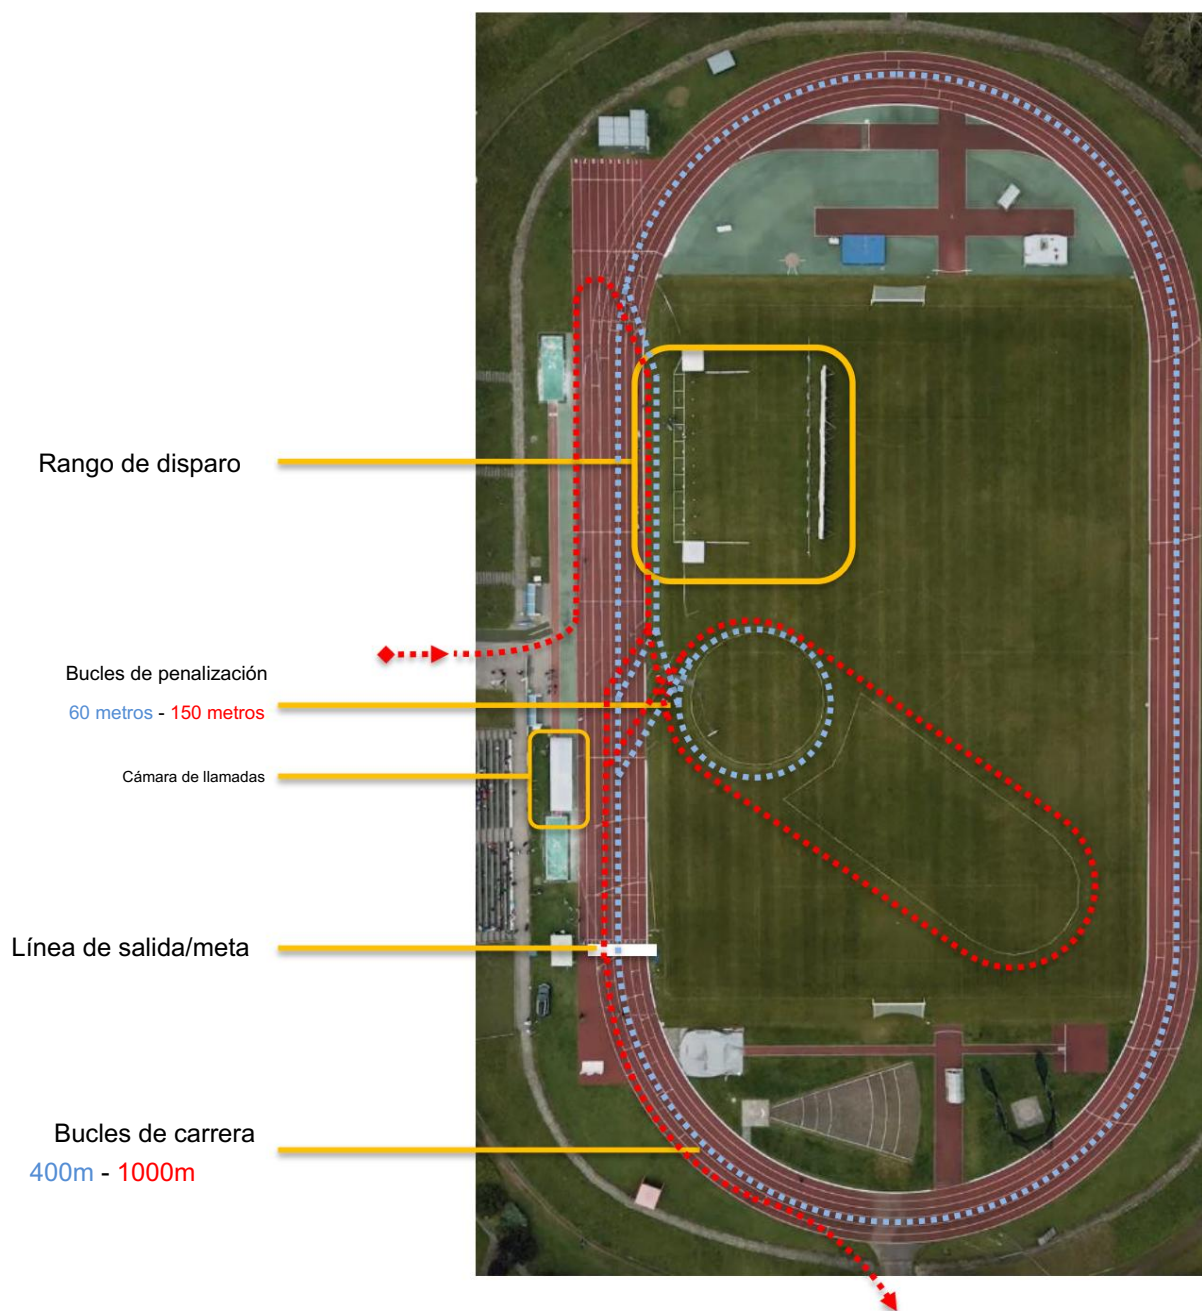 Rango de disparo
Bucles de penalización
60 metros - 150 metros
Cámara de llamadas
Línea de salida/meta
Bucles de carrera
400m - 1000m